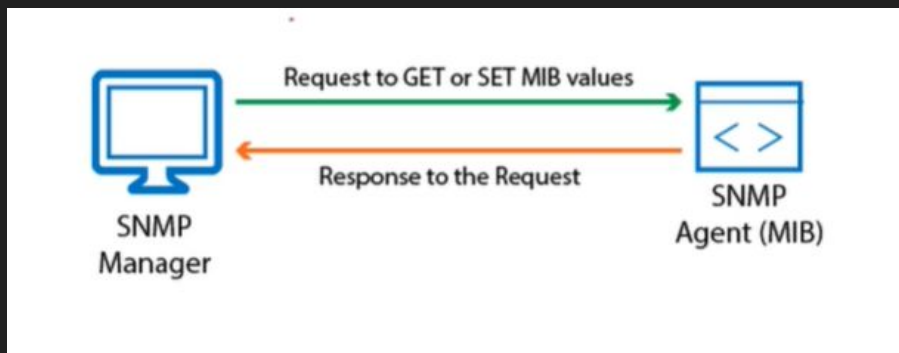 Request to GET or SET MIB values
Response to the Request
SNMP
Manager
< >
SNMP
Agent (MIB)